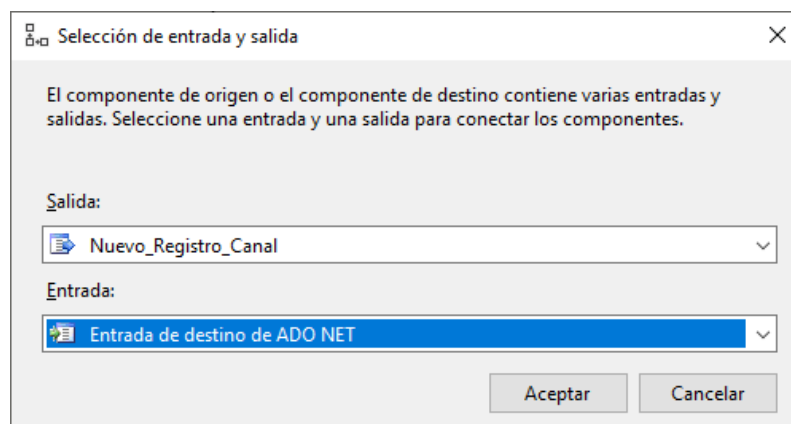 Selección de entrada y salida
El componente de origen o el componente de destino contiene varias entradas y
salidas. Seleccione una entrada y una salida para conectar los componentes.
Salida:
Nuevo_Registro_Canal
Entrada:
Entrada de destino de ADO NET
Aceptar
Cancelar